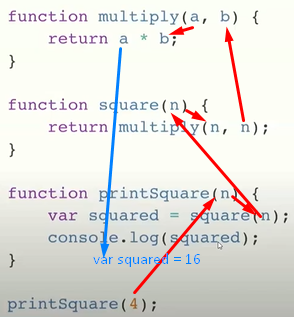 function multiply(a, b) {
    return a * b;
}
function square(n) {
    return multiply(n, n);
}
function printSquare(n) {
    var squared = square(n);
    console.log(squared);
}
var squared = 16
printSquare(4);